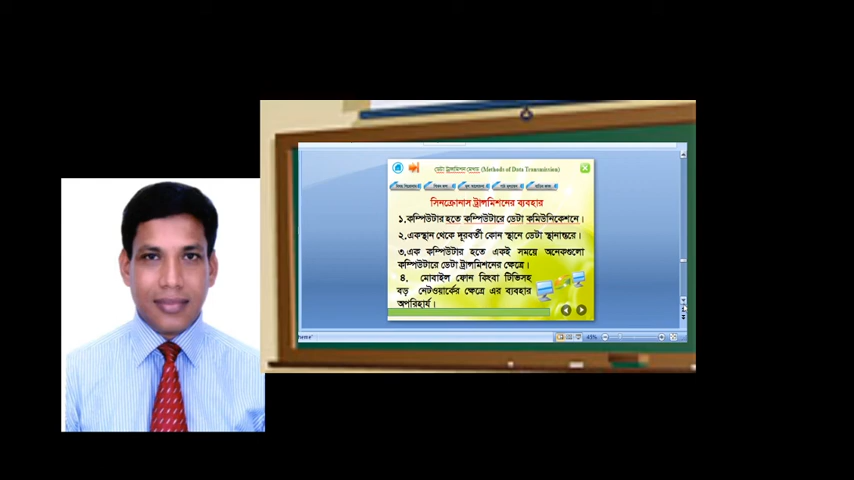 ডেটা ট্রান্সমিশন মেথড (Methods of Data Transmission)
সিনক্রোনাস ট্রান্সমিশনের ব্যবহার
১.কম্পিউটার হতে কম্পিউটারে ডেটা কমিউনিকেশনে।
২.একস্থান থেকে দূরবর্তী কোন স্থানে ডেটা স্থানান্তরে।
৩.এক কম্পিউটার হতে একই সময়ে অনেকগুলো
কম্পিউটারে ডেটা ট্রান্সমিশনের ক্ষেত্রে।
৪. মোবাইল ফোন কিংবা টিভিসহ
বড় নেটওয়ার্কের ক্ষেত্রে এর ব্যবহার
অপরিহার্য।